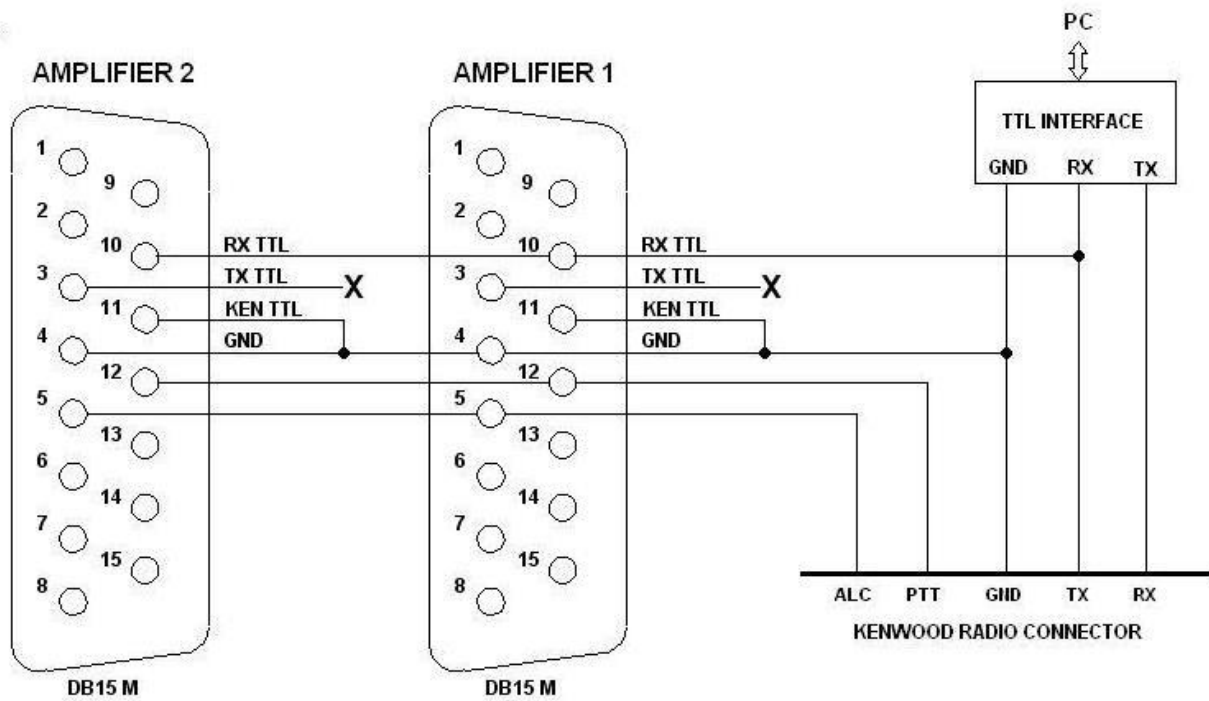 PC
AMPLIFIER 2
AMPLIFIER 1
TTL INTERFACE
GND RX TX
1
9
2
10
3
11
4
12
5
13
6
14
7
15
8
RX TTL
TX TTL
X
KEN TTL
GND
DB15 M
1
9
2
10
3
11
4
12
5
13
6
14
7
15
8
RX TTL
TX TTL
X
KEN TTL
GND
DB15 M
ALC PTT GND TX RX
KENWOOD RADIO CONNECTOR